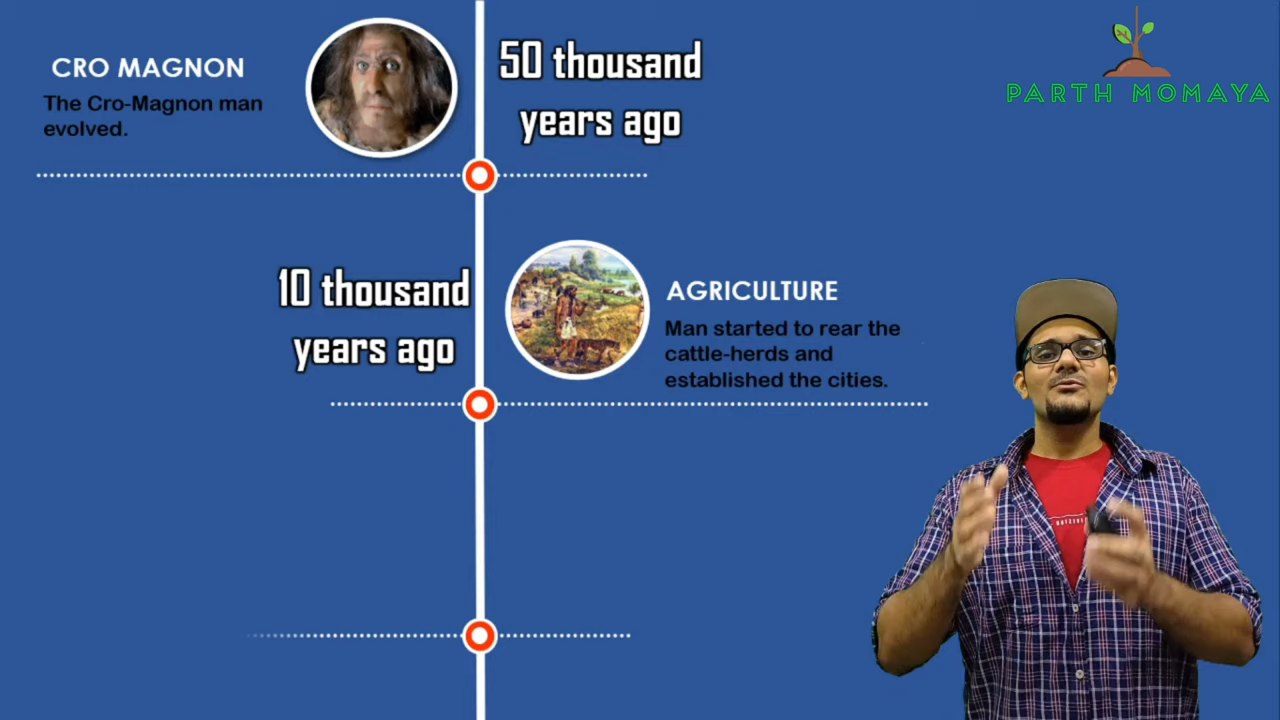 CRO MAGNON
The Cro-Magnon man
evolved.
50 thousand
years ago
PARTH MOMAYA
10 thousand
years ago
AGRICULTURE
Man started to rear the
cattle-herds and
established the cities.